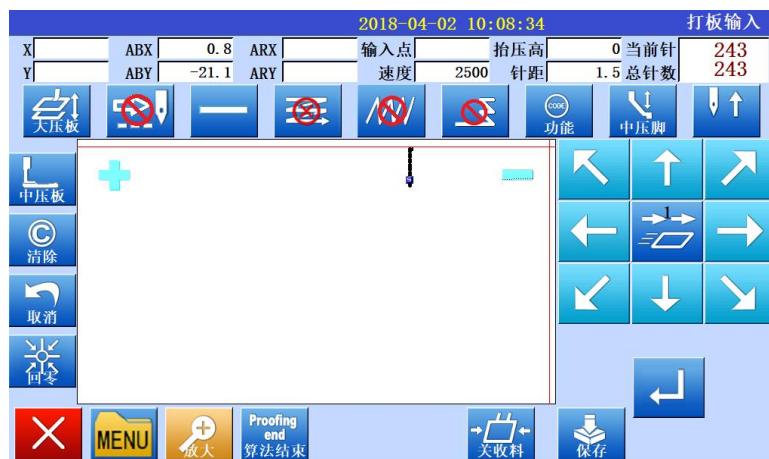 2018-04-02 10:08:34 打板输入
X ABX 0.8 ARX 输入点 抬压高 0 当前针 243
Y ABY -21.1 ARY 速度 2500 针距 1.5 总针数 243
大压板
CODE
功能
中压脚
中压板
1
C
清除
取消
回零
MENU
放大
Proofing
end
算法结束
关收料
保存